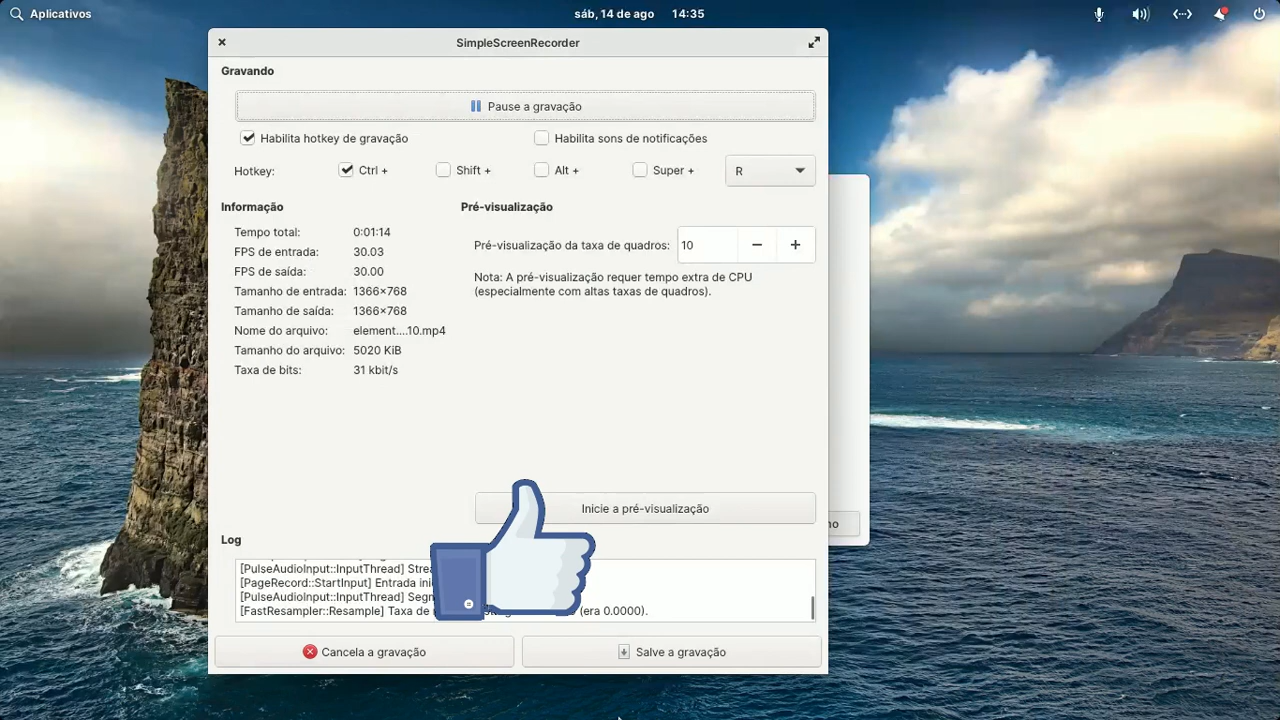 Aplicativos
sáb, 14 de ago 14:35
SimpleScreenRecorder
Gravando
Pause a gravação
Habilita hotkey de gravação
Habilita sons de notificações
Hotkey: Ctrl + Shift + Alt + Super + R
Informação
Tempo total: 0:01:14
FPS de entrada: 30.03
FPS de saída: 30.00
Tamanho de entrada: 1366×768
Tamanho de saída: 1366×768
Nome do arquivo: element....10.mp4
Tamanho do arquivo: 5020 KiB
Taxa de bits: 31 kbit/s
Pré-visualização
Pré-visualização da taxa de quadros: 10 − +
Nota: A pré-visualização requer tempo extra de CPU
(especialmente com altas taxas de quadros).
Inicie a pré-visualização
Log
[PulseAudioInput::InputThread]
[PageRecord::StartInput] Entrada
[PulseAudioInput::InputThread]
[FastResampler::Resample] Taxa de (era 0.0000).
Cancela a gravação
Salve a gravação